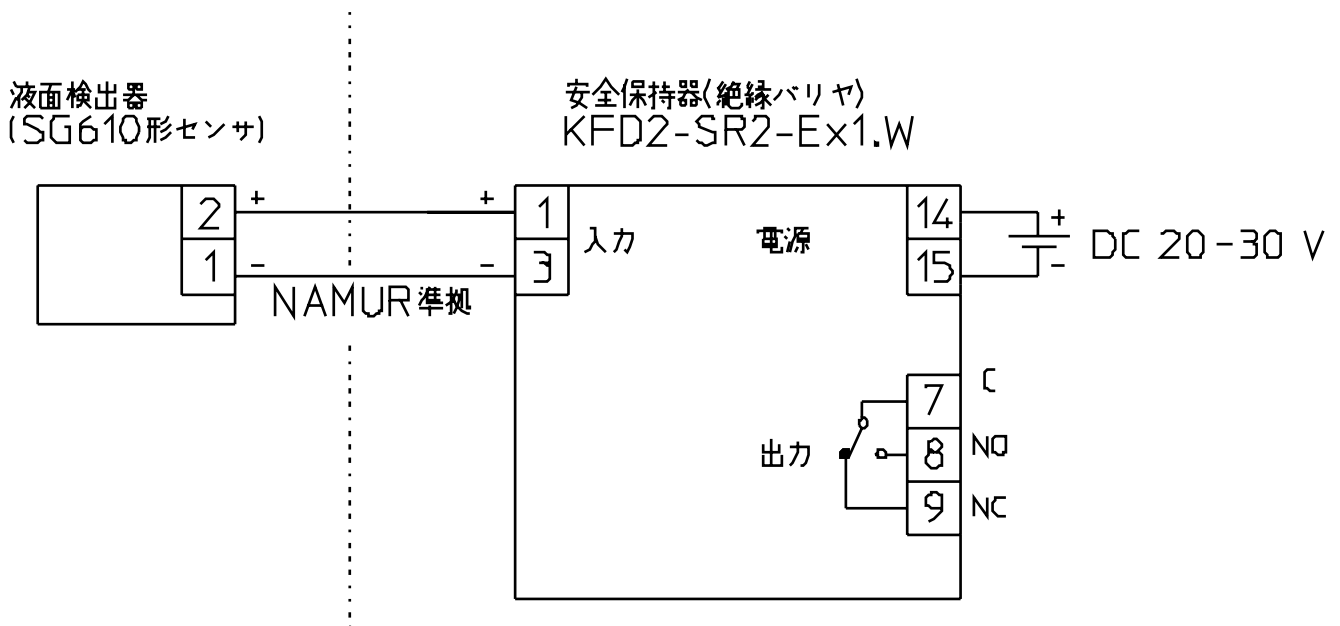 液面検出器
(SG610形センサ)
安全保持器(絶縁バリヤ)
KFD2-SR2-Ex1.W
2
+
+
1
14
+
入力
電源
DC 20-30 V
1
-
-
3
15
-
NAMUR準拠
7
C
出力
8
NO
9
NC